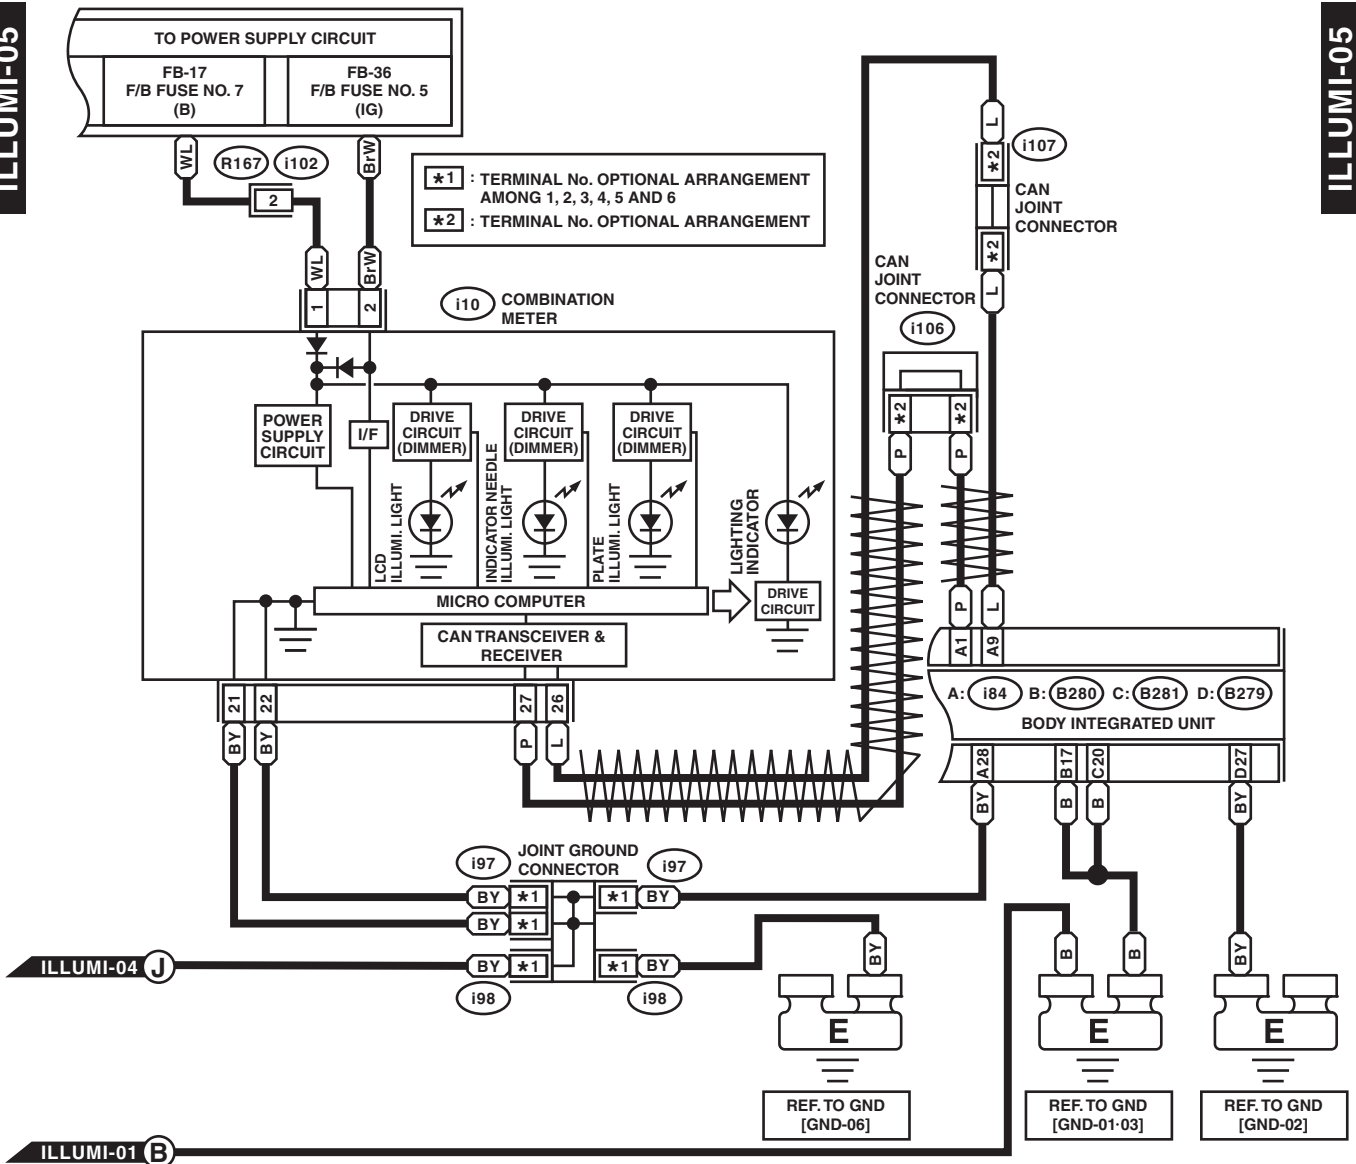 ILLUMI-05
ILLUMI-05
TO POWER SUPPLY CIRCUIT
FB-17
F/B FUSE NO. 7
(B)
FB-36
F/B FUSE NO. 5
(IG)
WL
R167
i102
BrW
2
WL
BrW
*1 : TERMINAL No. OPTIONAL ARRANGEMENT
AMONG 1, 2, 3, 4, 5 AND 6
*2 : TERMINAL No. OPTIONAL ARRANGEMENT
L
*2
i107
CAN
JOINT
CONNECTOR
*2
L
CAN
JOINT
CONNECTOR
i106
*2
*2
P
P
1
2
i10
COMBINATION
METER
POWER
SUPPLY
CIRCUIT
I/F
DRIVE
CIRCUIT
(DIMMER)
DRIVE
CIRCUIT
(DIMMER)
DRIVE
CIRCUIT
(DIMMER)
LCD
ILLUMI. LIGHT
INDICATOR NEEDLE
ILLUMI. LIGHT
PLATE
ILLUMI. LIGHT
LIGHTING
INDICATOR
MICRO COMPUTER
DRIVE
CIRCUIT
CAN TRANSCEIVER &
RECEIVER
P
L
A1
A9
21
22
27
26
BY
BY
P
L
A: i84 B: B280 C: B281 D: B279
BODY INTEGRATED UNIT
A28
B17
C20
D27
BY
B
B
BY
i97
JOINT GROUND
CONNECTOR
i97
BY *1
*1 BY
BY *1
ILLUMI-04 J
BY *1
*1 BY
i98
i98
BY
B
B
BY
E
E
E
REF. TO GND
[GND-06]
REF. TO GND
[GND-01·03]
REF. TO GND
[GND-02]
ILLUMI-01 B